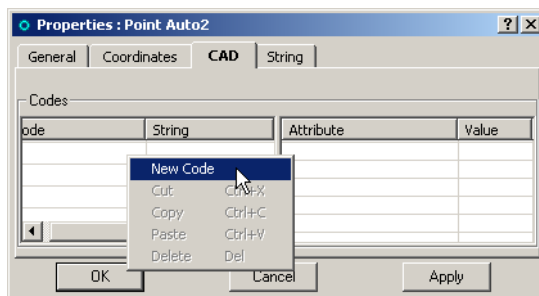 Properties : Point Auto2
General Coordinates CAD String
Codes
ode String Attribute Value
New Code
Cut Ctrl+X
Copy Ctrl+C
Paste Ctrl+V
Delete Del
OK Cancel Apply